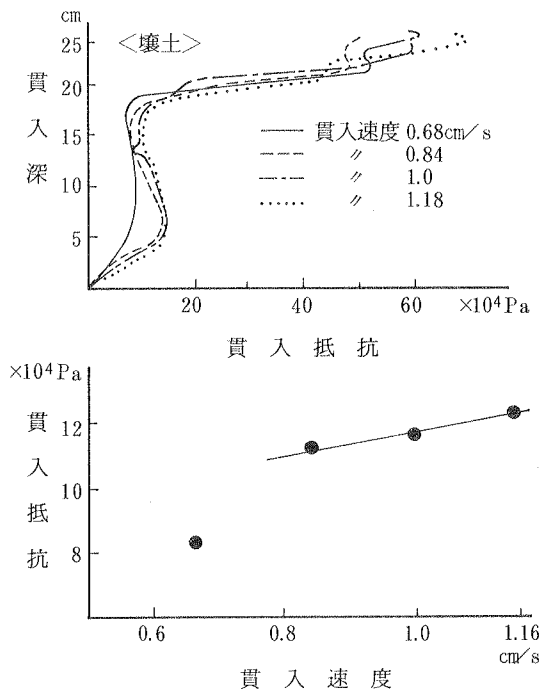 cm
<壌土>
25
20
15
10
5
貫入深
貫入速度 0.68cm/s
〃 0.84
〃 1.0
〃 1.18
20 40 60 ×10⁴Pa
貫入抵抗
×10⁴Pa
12
10
8
貫入抵抗
0.6 0.8 1.0 1.16
cm/s
貫入速度